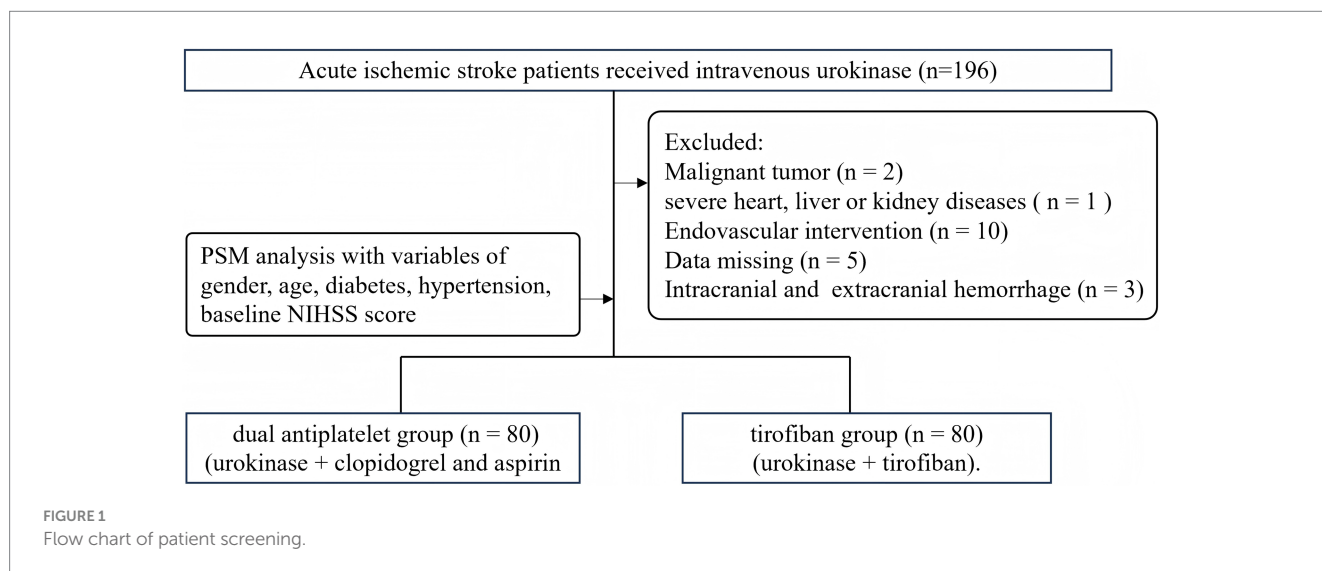 Acute ischemic stroke patients received intravenous urokinase (n=196)
Excluded:
Malignant tumor (n = 2)
severe heart, liver or kidney diseases ( n = 1 )
Endovascular intervention (n = 10)
Data missing (n = 5)
Intracranial and  extracranial hemorrhage (n = 3)
PSM analysis with variables of
gender, age, diabetes, hypertension,
baseline NIHSS score
dual antiplatelet group (n = 80)
(urokinase + clopidogrel and aspirin
tirofiban group (n = 80)
(urokinase + tirofiban).
FIGURE 1
Flow chart of patient screening.